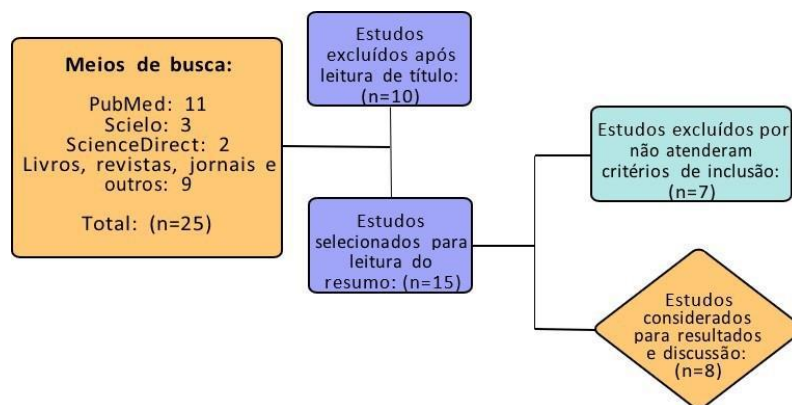 Meios de busca:
PubMed: 11
Scielo: 3
ScienceDirect: 2
Livros, revistas, jornais e
outros: 9
Total: (n=25)
Estudos
excluídos após
leitura de título:
(n=10)
Estudos
selecionados para
leitura do
resumo: (n=15)
Estudos excluídos por
não atenderam
critérios de inclusão:
(n=7)
Estudos
considerados
para resultados
e discussão:
(n=8)